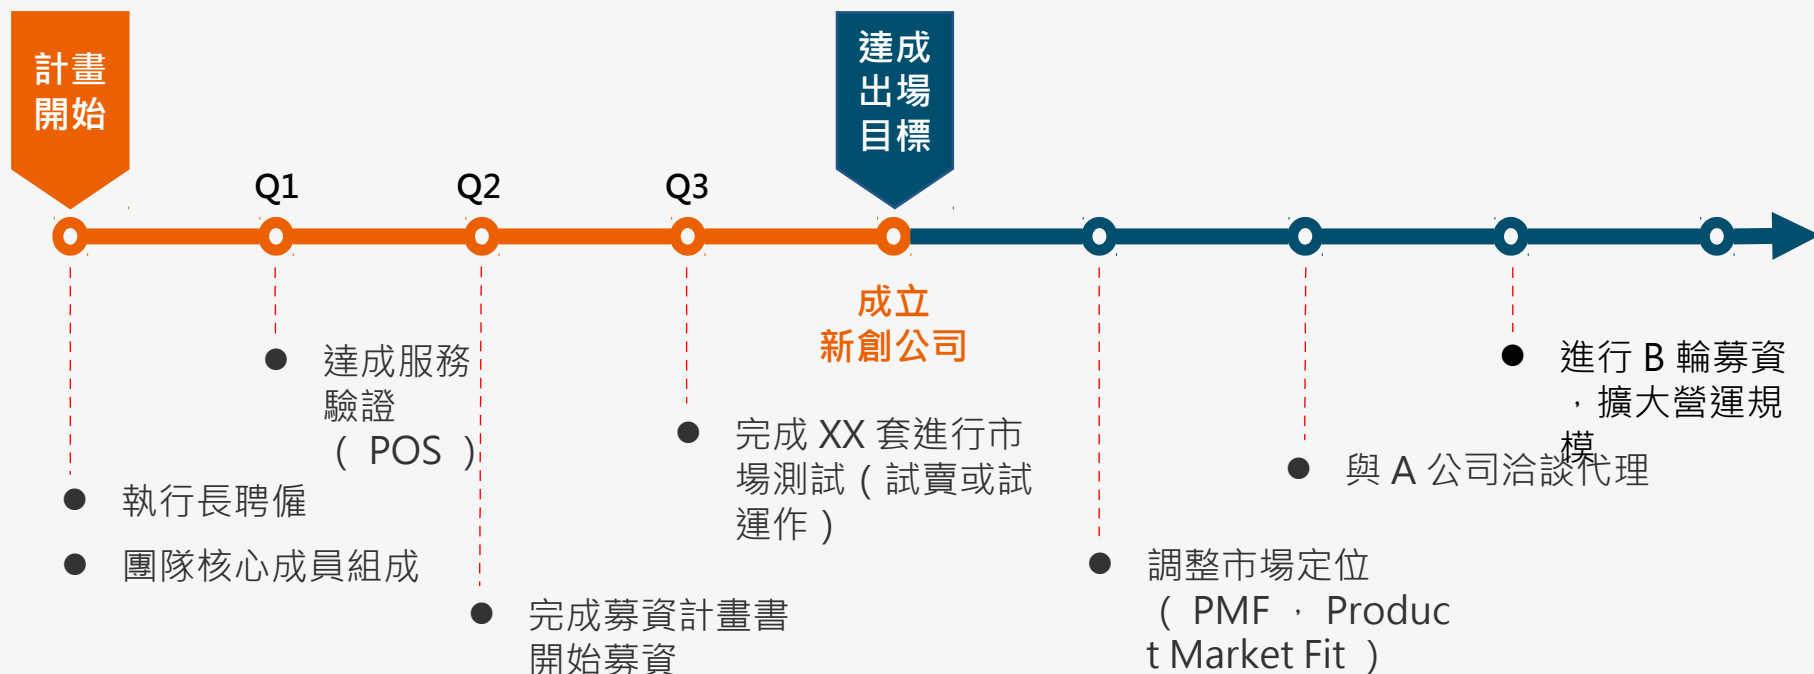 計畫
開始
達成
出場
目標
Q1
Q2
Q3
成立
新創公司
● 達成服務
驗證
（ POS ）
● 執行長聘僱
● 團隊核心成員組成
● 完成募資計畫書
開始募資
● 完成 XX 套進行市
場測試（試賣或試
運作）
● 調整市場定位
（ PMF ， Produc
t Market Fit ）
● 與 A 公司洽談代理
● 進行 B 輪募資
，擴大營運規
模